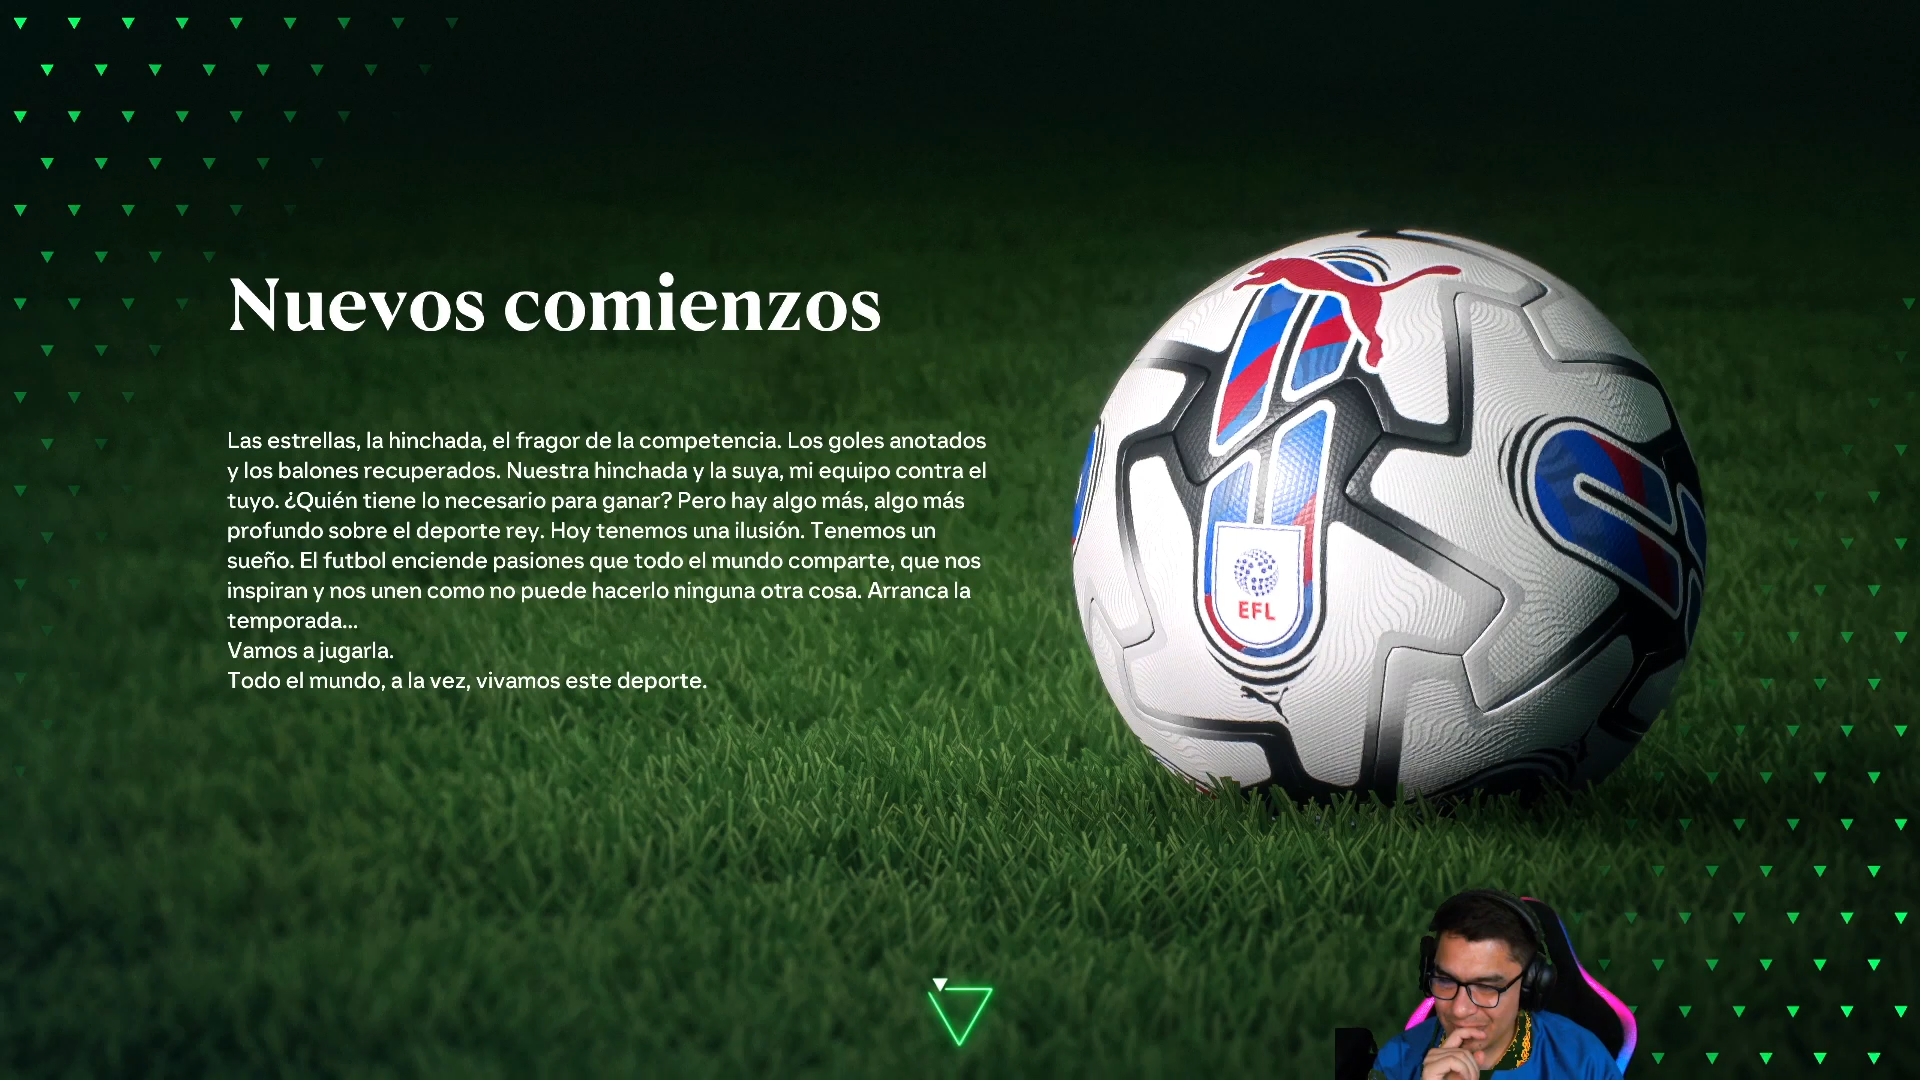 Nuevos comienzos
Las estrellas, la hinchada, el fragor de la competencia. Los goles anotados
y los balones recuperados. Nuestra hinchada y la suya, mi equipo contra el
tuyo. ¿Quién tiene lo necesario para ganar? Pero hay algo más, algo más
profundo sobre el deporte rey. Hoy tenemos una ilusión. Tenemos un
sueño. El futbol enciende pasiones que todo el mundo comparte, que nos
inspiran y nos unen como no puede hacerlo ninguna otra cosa. Arranca la
temporada...
Vamos a jugarla.
Todo el mundo, a la vez, vivamos este deporte.
EFL